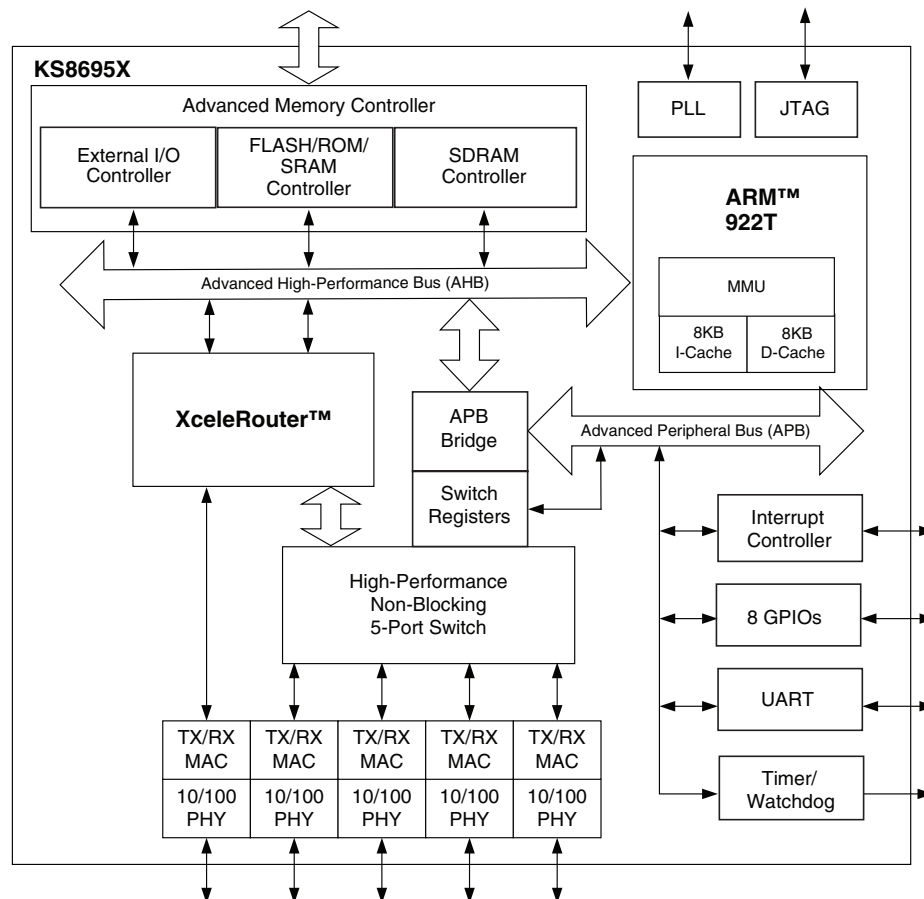 KS8695X
Advanced Memory Controller
External I/O
Controller
FLASH/ROM/
SRAM
Controller
SDRAM
Controller
PLL
JTAG
ARM™
922T
MMU
8KB
I-Cache
8KB
D-Cache
Advanced High-Performance Bus (AHB)
XceleRouter™
APB
Bridge
Advanced Peripheral Bus (APB)
Switch
Registers
High-Performance
Non-Blocking
5-Port Switch
Interrupt
Controller
8 GPIOs
UART
Timer/
Watchdog
TX/RX
MAC
TX/RX
MAC
TX/RX
MAC
TX/RX
MAC
TX/RX
MAC
10/100
PHY
10/100
PHY
10/100
PHY
10/100
PHY
10/100
PHY